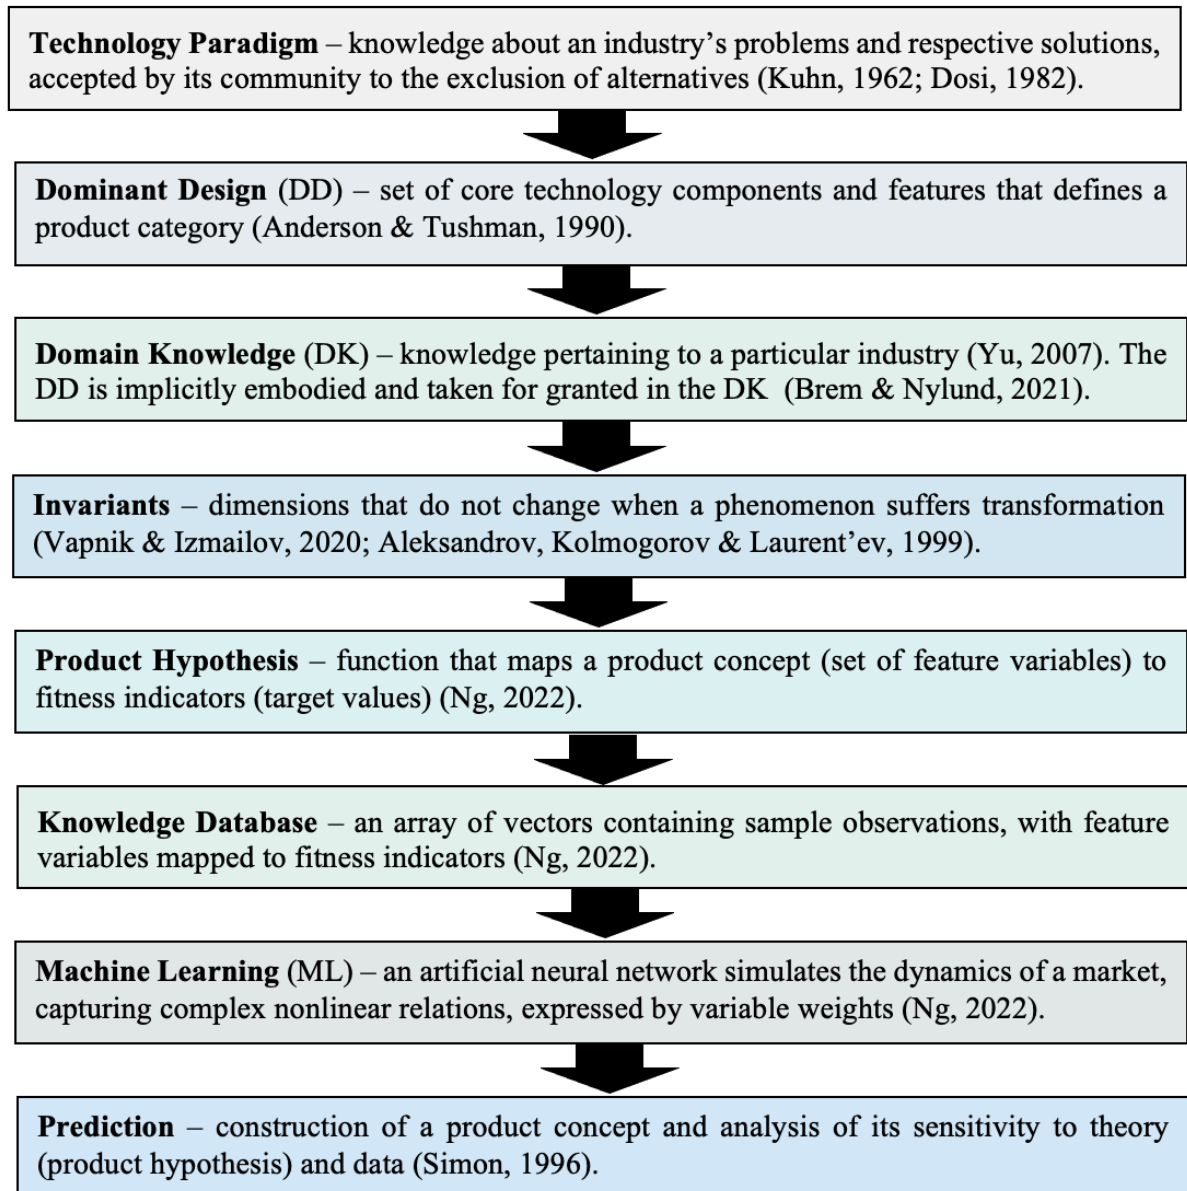 Technology Paradigm – knowledge about an industry’s problems and respective solutions,
accepted by its community to the exclusion of alternatives (Kuhn, 1962; Dosi, 1982).
Dominant Design (DD) – set of core technology components and features that defines a
product category (Anderson & Tushman, 1990).
Domain Knowledge (DK) – knowledge pertaining to a particular industry (Yu, 2007). The
DD is implicitly embodied and taken for granted in the DK (Brem & Nylund, 2021).
Invariants – dimensions that do not change when a phenomenon suffers transformation
(Vapnik & Izmailov, 2020; Aleksandrov, Kolmogorov & Laurent’ev, 1999).
Product Hypothesis – function that maps a product concept (set of feature variables) to
fitness indicators (target values) (Ng, 2022).
Knowledge Database – an array of vectors containing sample observations, with feature
variables mapped to fitness indicators (Ng, 2022).
Machine Learning (ML) – an artificial neural network simulates the dynamics of a market,
capturing complex nonlinear relations, expressed by variable weights (Ng, 2022).
Prediction – construction of a product concept and analysis of its sensitivity to theory
(product hypothesis) and data (Simon, 1996).